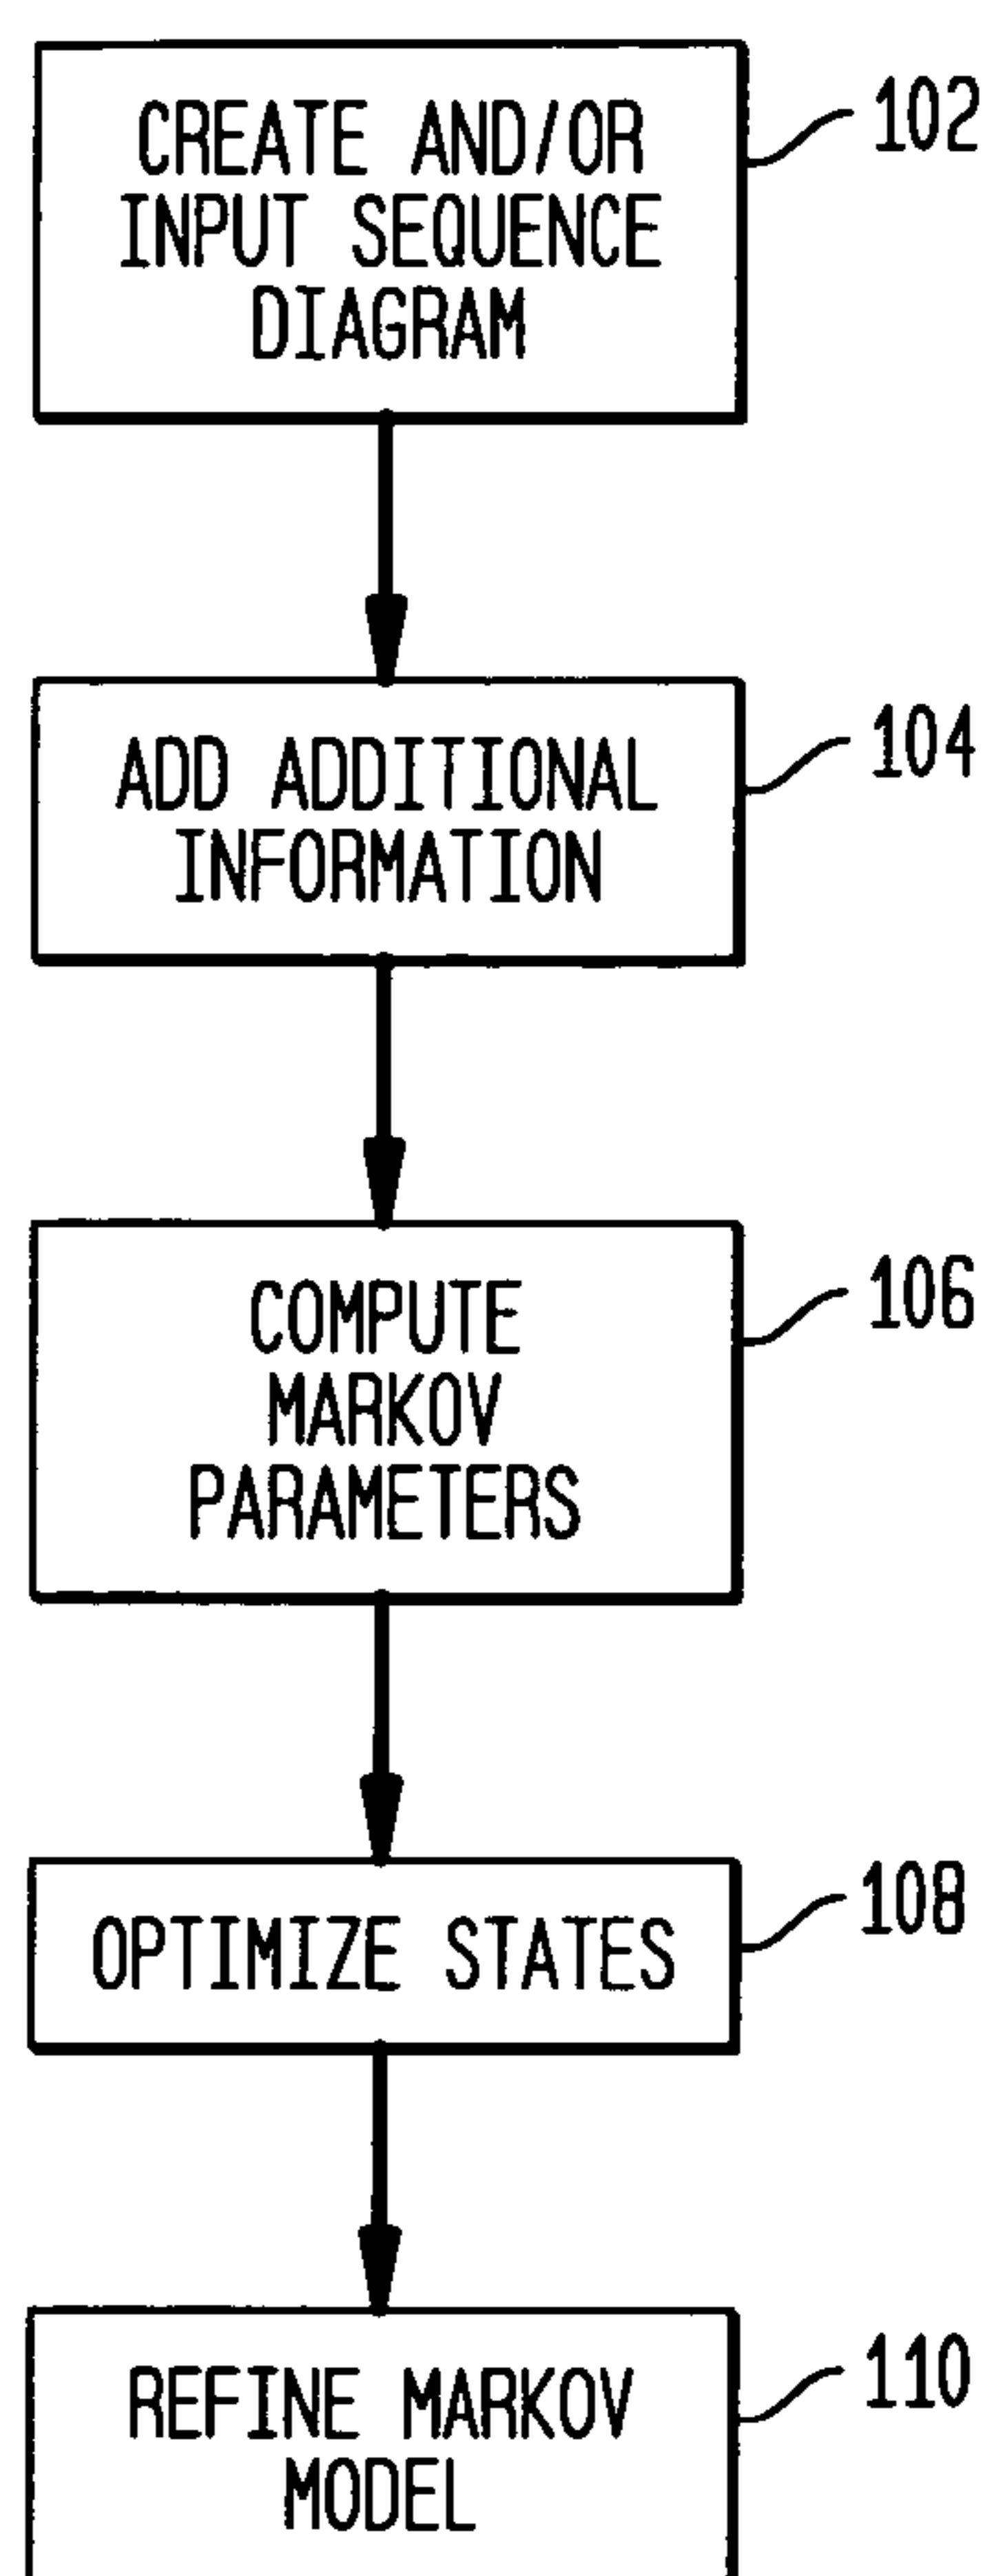 CREATE AND/OR
INPUT SEQUENCE
DIAGRAM
102
ADD ADDITIONAL
INFORMATION
104
COMPUTE
MARKOV
PARAMETERS
106
OPTIMIZE STATES
108
REFINE MARKOV
MODEL
110